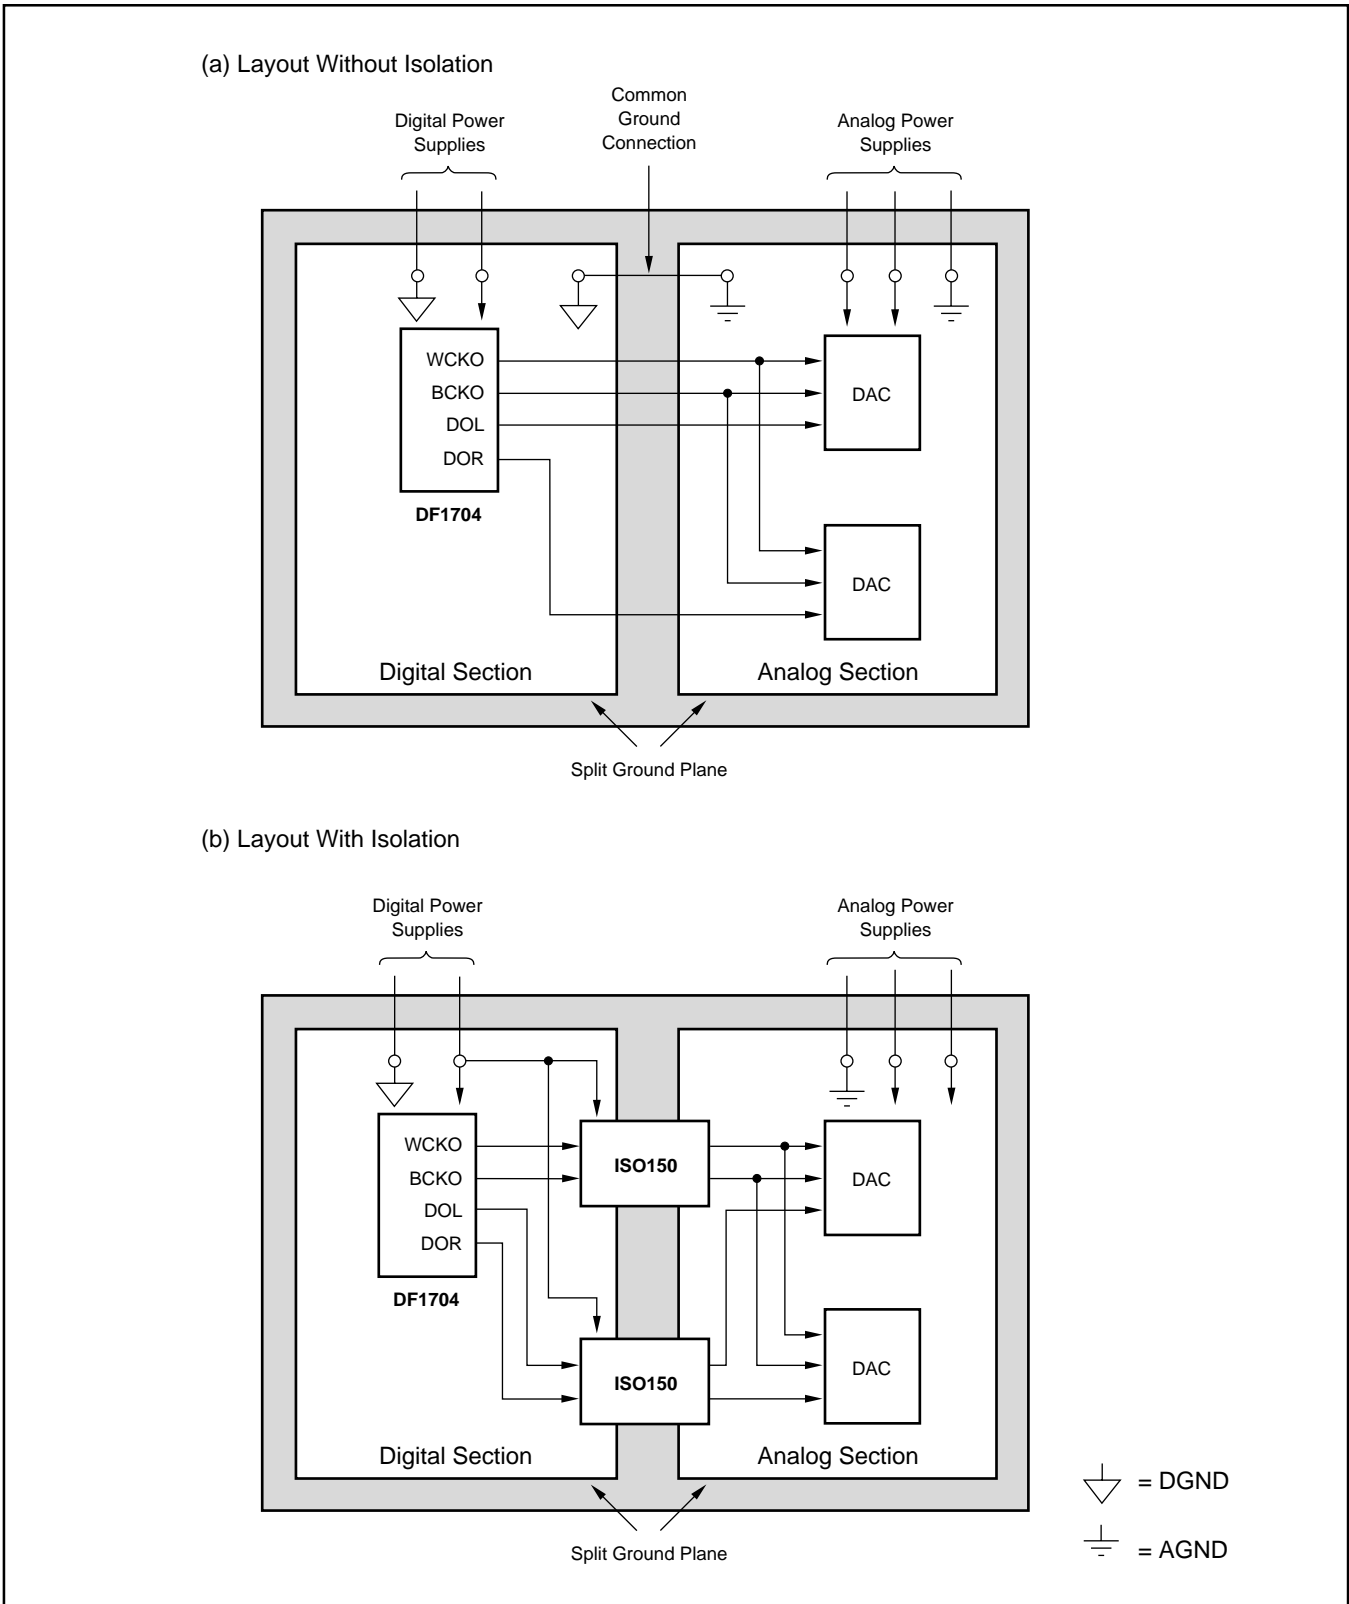 (a) Layout Without Isolation
Common
Ground
Connection
Digital Power
Supplies
Analog Power
Supplies
WCKO
BCKO
DOL
DOR
DF1704
DAC
DAC
Digital Section
Analog Section
Split Ground Plane
(b) Layout With Isolation
Digital Power
Supplies
Analog Power
Supplies
WCKO
BCKO
DOL
DOR
DF1704
ISO150
ISO150
DAC
DAC
Digital Section
Analog Section
Split Ground Plane
= DGND
= AGND